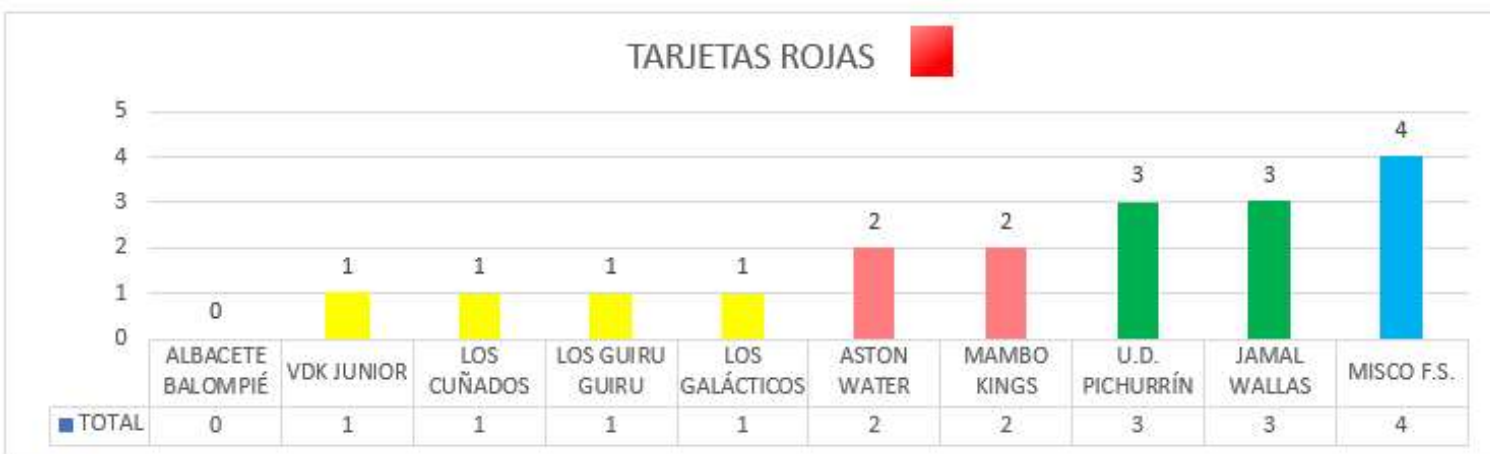 TARJETAS ROJAS
5
4
3
2
1
0
0
1
1
1
1
2
2
3
3
4
ALBACETE BALOMPIÉ
VDK JUNIOR
LOS CUÑADOS
LOS GUIRU GUIRU
LOS GALÁCTICOS
ASTON WATER
MAMBO KINGS
U.D. PICHURRÍN
JAMAL WALLAS
MISCO F.S.
TOTAL 0 1 1 1 1 2 2 3 3 4